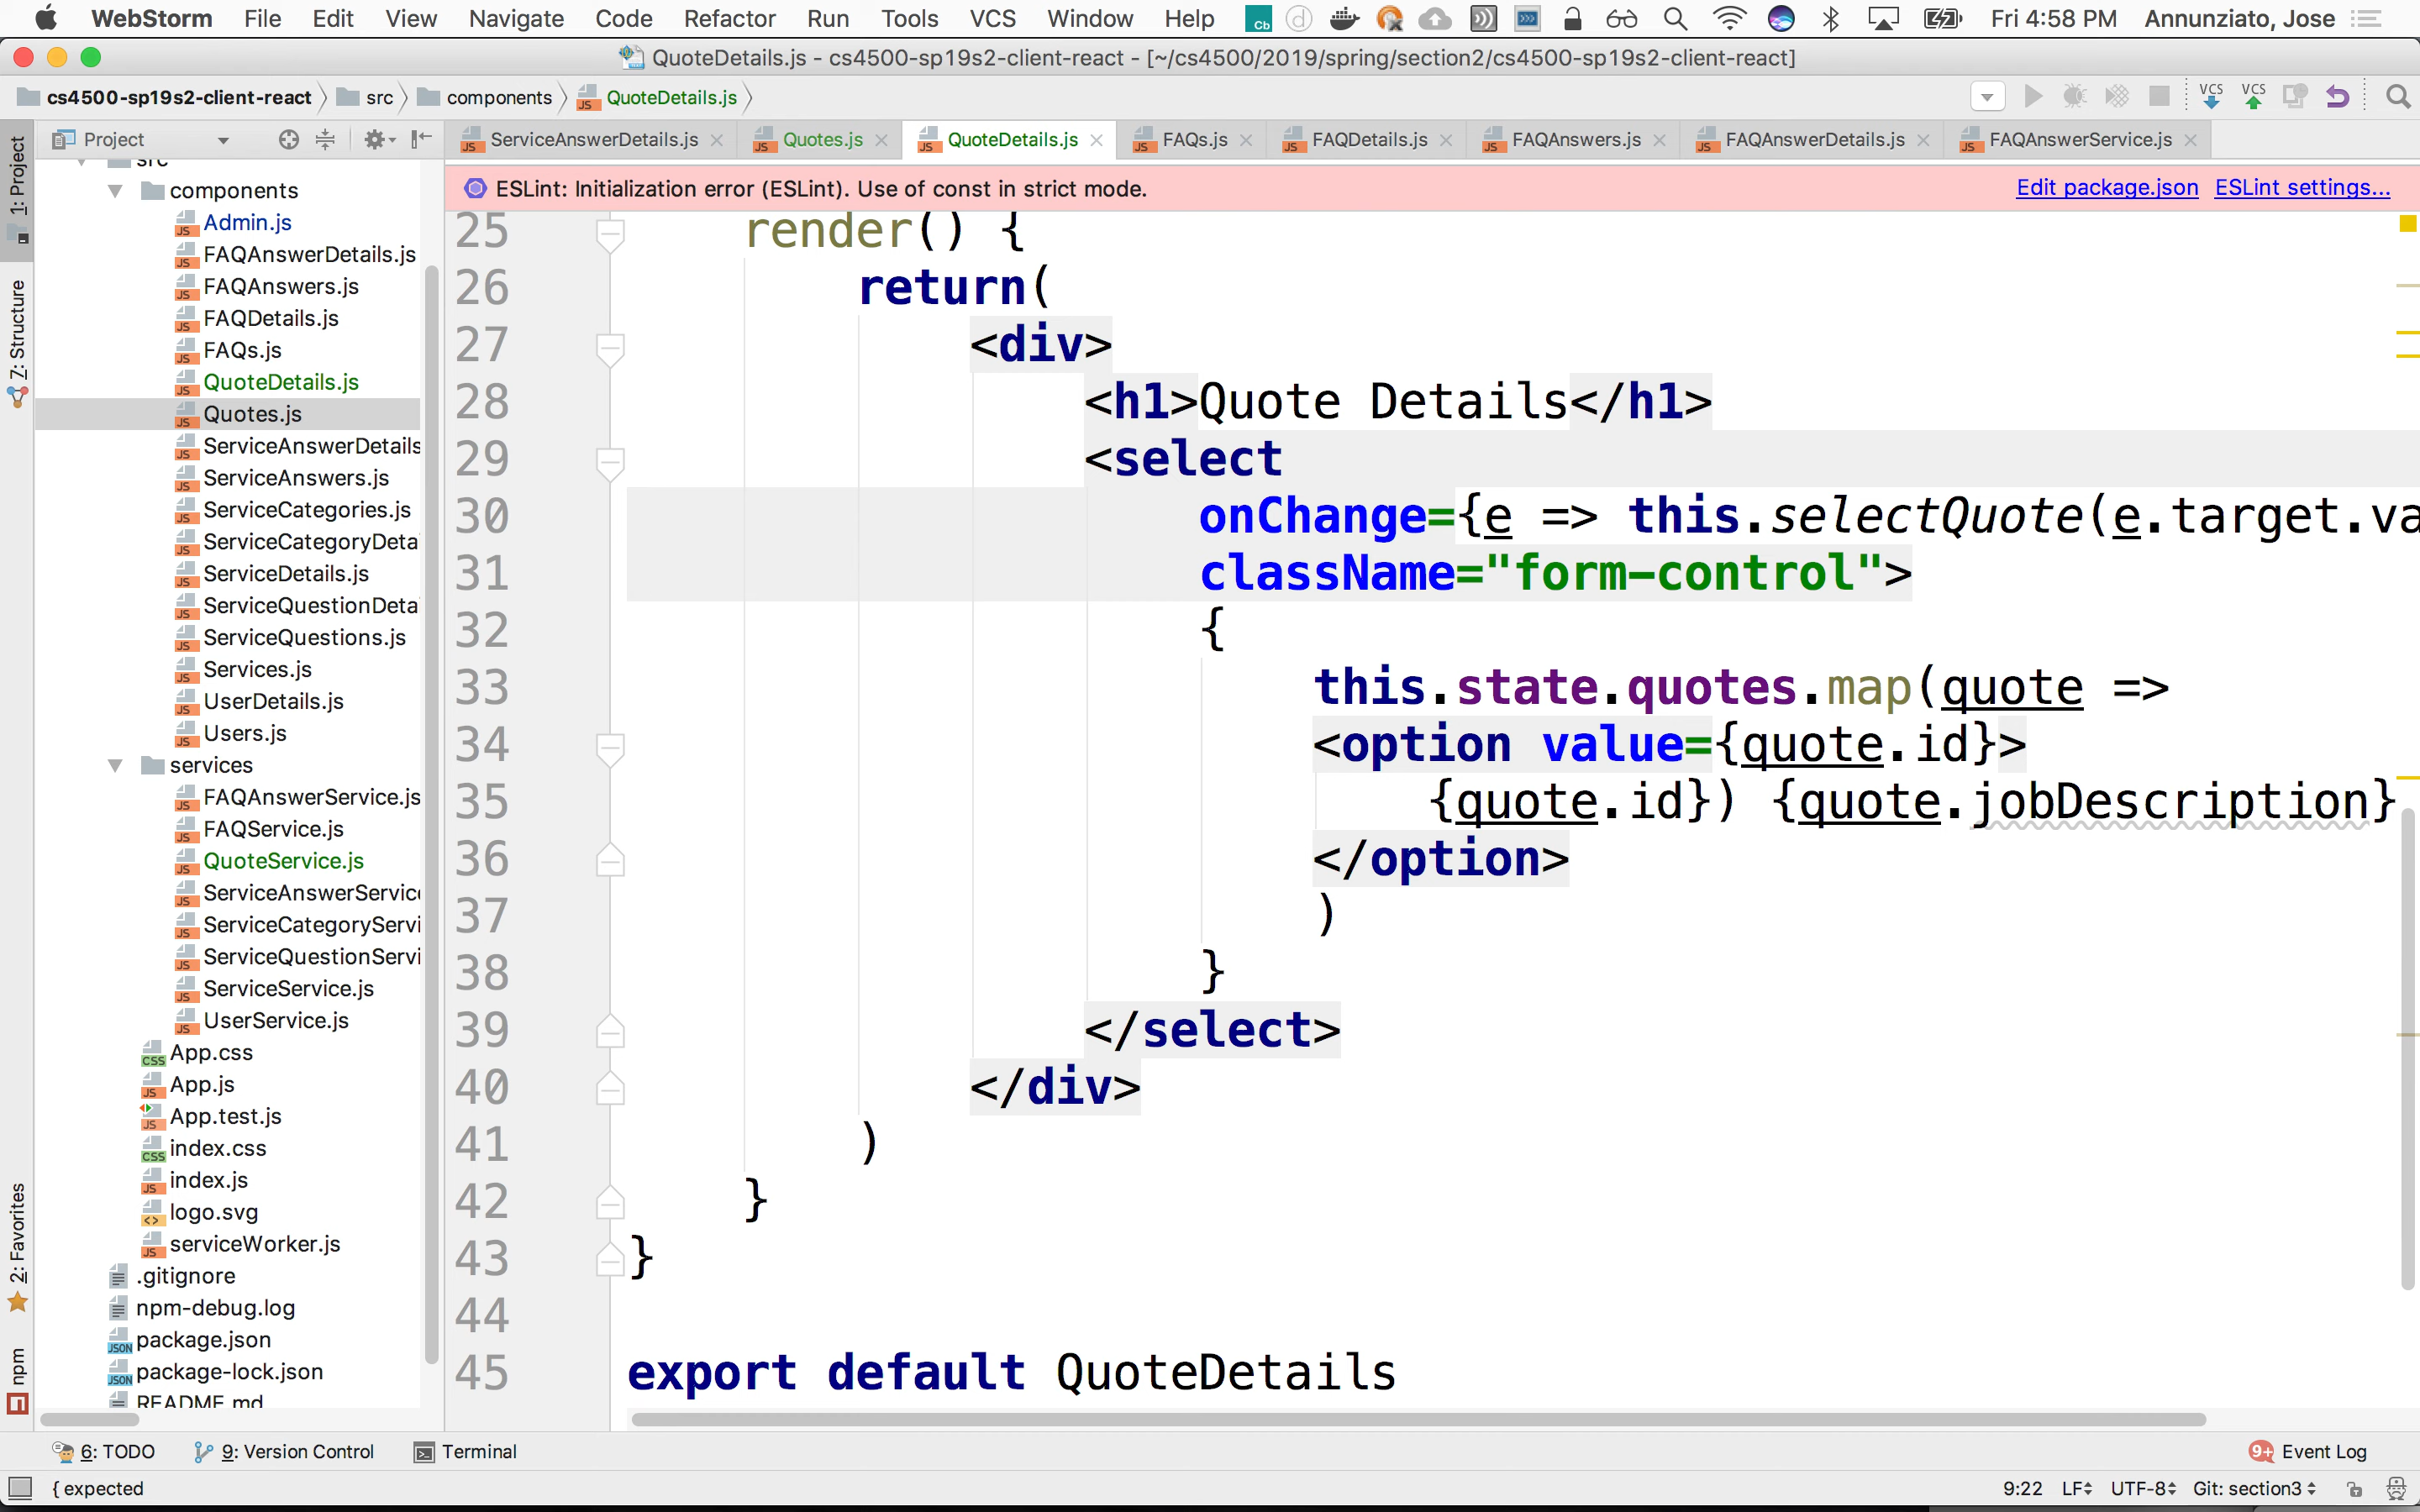 WebStorm File Edit View Navigate Code Refactor Run Tools VCS Window Help Cb Fri 4:58 PM Annunziato, Jose
QuoteDetails.js - cs4500-sp19s2-client-react - [~/cs4500/2019/spring/section2/cs4500-sp19s2-client-react]
cs4500-sp19s2-client-react src components QuoteDetails.js VCS VCS
Project ServiceAnswerDetails.js Quotes.js QuoteDetails.js FAQs.js FAQDetails.js FAQAnswers.js FAQAnswerDetails.js FAQAnswerService.js
ESLint: Initialization error (ESLint). Use of const in strict mode. Edit package.json ESLint settings...
1: Project
7: Structure
2: Favorites
npm
src
components
Admin.js
FAQAnswerDetails.js
FAQAnswers.js
FAQDetails.js
FAQs.js
QuoteDetails.js
Quotes.js
ServiceAnswerDetails
ServiceAnswers.js
ServiceCategories.js
ServiceCategoryDeta
ServiceDetails.js
ServiceQuestionDeta
ServiceQuestions.js
Services.js
UserDetails.js
Users.js
services
FAQAnswerService.js
FAQService.js
QuoteService.js
ServiceAnswerService
ServiceCategoryServi
ServiceQuestionServi
ServiceService.js
UserService.js
App.css
App.js
App.test.js
index.css
index.js
logo.svg
serviceWorker.js
.gitignore
npm-debug.log
package.json
package-lock.json
README.md
25 render() {
26 return(
27 <div>
28 <h1>Quote Details</h1>
29 <select
30 onChange={e => this.selectQuote(e.target.va
31 className="form-control">
32 {
33 this.state.quotes.map(quote =>
34 <option value={quote.id}>
35 {quote.id}) {quote.jobDescription}
36 </option>
37 )
38 }
39 </select>
40 </div>
41 )
42 }
43 }
44
45 export default QuoteDetails
6: TODO 9: Version Control Terminal 9+ Event Log
{ expected 9:22 LF UTF-8 Git: section3